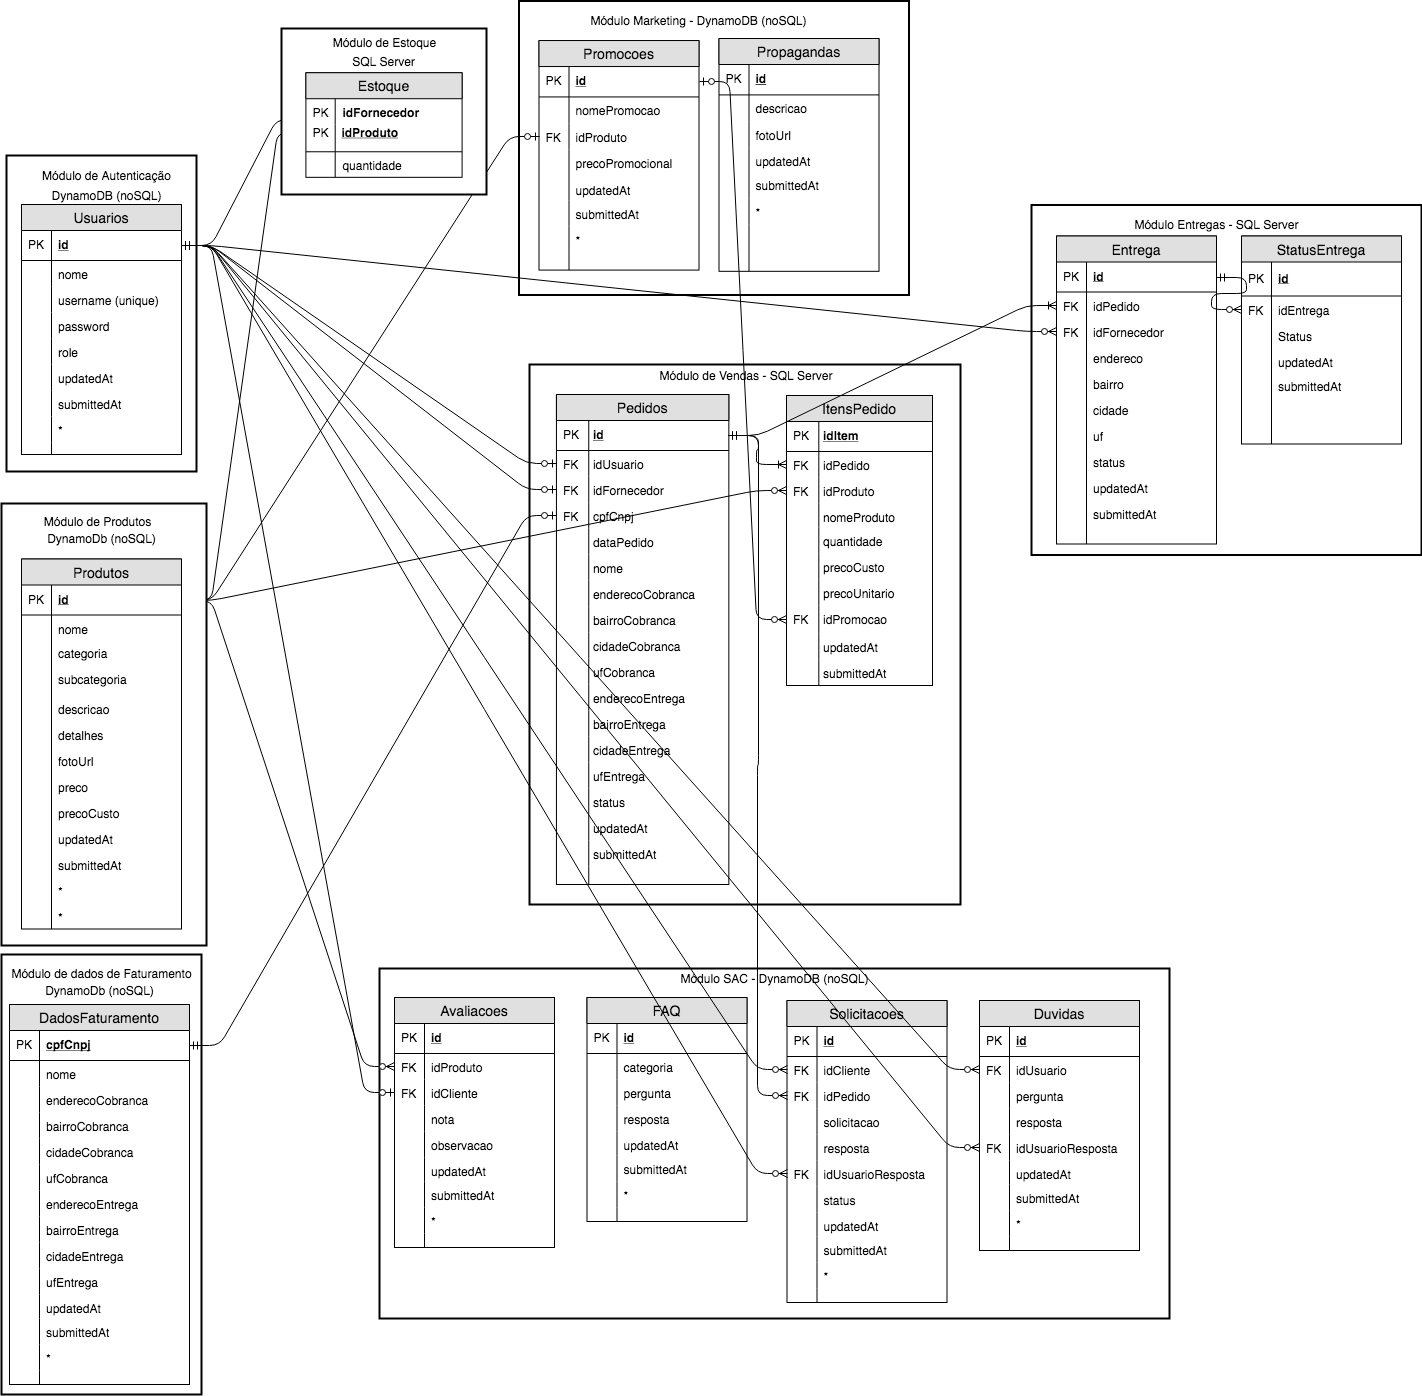 Módulo de Estoque
SQL Server
Estoque
PK idFornecedor
PK idProduto
quantidade
Módulo Marketing - DynamoDB (noSQL)
Promocoes
PK id
nomePromocao
FK idProduto
precoPromocional
updatedAt
submittedAt
*
Propagandas
PK id
descricao
fotoUrl
updatedAt
submittedAt
*
Módulo de Autenticação
DynamoDB (noSQL)
Usuarios
PK id
nome
username (unique)
password
role
updatedAt
submittedAt
*
Módulo Entregas - SQL Server
Entrega
PK id
FK idPedido
FK idFornecedor
endereco
bairro
cidade
uf
status
updatedAt
submittedAt
StatusEntrega
PK id
FK idEntrega
Status
updatedAt
submittedAt
Módulo de Vendas - SQL Server
Pedidos
PK id
FK idUsuario
FK idFornecedor
FK cpfCnpj
dataPedido
nome
enderecoCobranca
bairroCobranca
cidadeCobranca
ufCobranca
enderecoEntrega
bairroEntrega
cidadeEntrega
ufEntrega
status
updatedAt
submittedAt
ItensPedido
PK idItem
FK idPedido
FK idProduto
nomeProduto
quantidade
precoCusto
precoUnitario
FK idPromocao
updatedAt
submittedAt
Módulo de Produtos
DynamoDb (noSQL)
Produtos
PK id
nome
categoria
subcategoria
descricao
detalhes
fotoUrl
preco
precoCusto
updatedAt
submittedAt
*
*
Módulo de dados de Faturamento
DynamoDb (noSQL)
DadosFaturamento
PK cpfCnpj
nome
enderecoCobranca
bairroCobranca
cidadeCobranca
ufCobranca
enderecoEntrega
bairroEntrega
cidadeEntrega
ufEntrega
updatedAt
submittedAt
*
Módulo SAC - DynamoDB (noSQL)
Avaliacoes
PK id
FK idProduto
FK idCliente
nota
observacao
updatedAt
submittedAt
*
FAQ
PK id
categoria
pergunta
resposta
updatedAt
submittedAt
*
Solicitacoes
PK id
FK idCliente
FK idPedido
solicitacao
resposta
FK idUsuarioResposta
status
updatedAt
submittedAt
*
Duvidas
PK id
FK idUsuario
pergunta
resposta
FK idUsuarioResposta
updatedAt
submittedAt
*